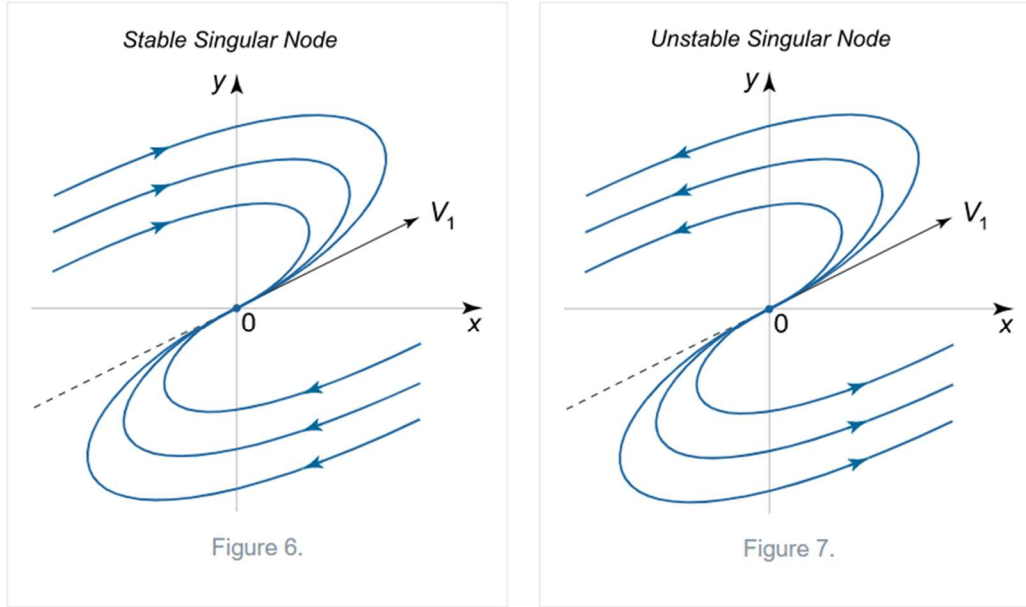 Stable Singular Node
y
V1
0
x
Figure 6.
Unstable Singular Node
y
V1
0
x
Figure 7.